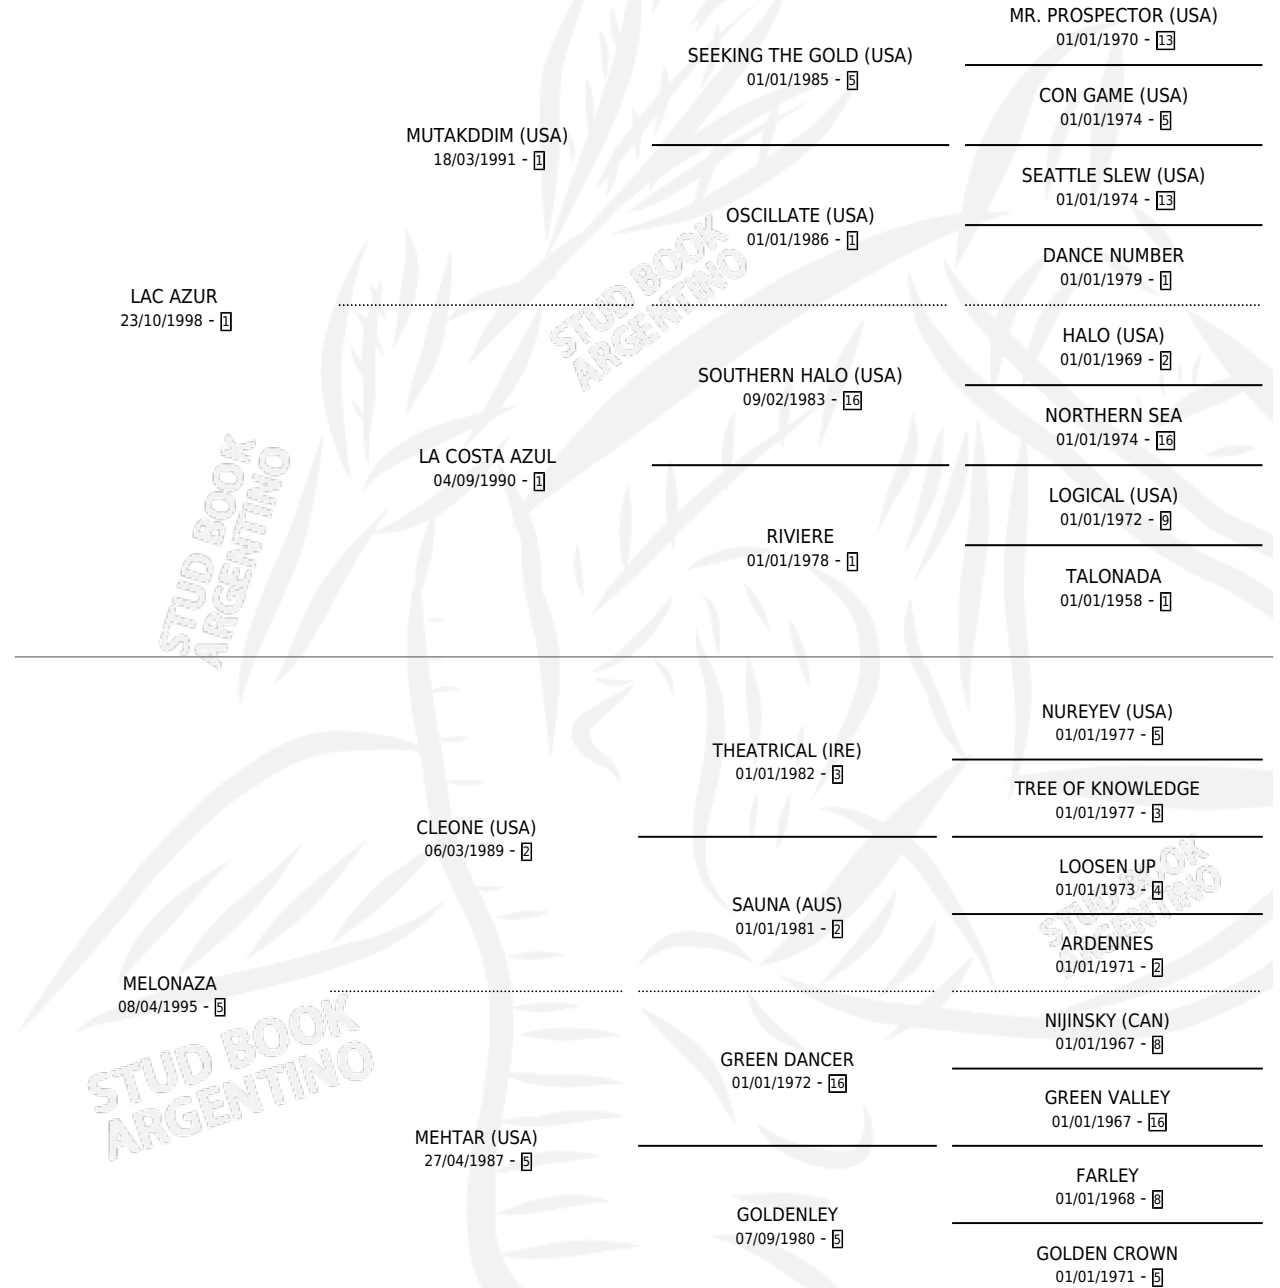 MR. PROSPECTOR (USA)
01/01/1970 - 13
SEEKING THE GOLD (USA)
01/01/1985 - 5
CON GAME (USA)
01/01/1974 - 5
MUTAKDDIM (USA)
18/03/1991 - 1
SEATTLE SLEW (USA)
01/01/1974 - 13
OSCILLATE (USA)
01/01/1986 - 1
DANCE NUMBER
01/01/1979 - 1
LAC AZUR
23/10/1998 - 1
HALO (USA)
01/01/1969 - 2
SOUTHERN HALO (USA)
09/02/1983 - 16
NORTHERN SEA
01/01/1974 - 16
LA COSTA AZUL
04/09/1990 - 1
LOGICAL (USA)
01/01/1972 - 9
RIVIERE
01/01/1978 - 1
TALONADA
01/01/1958 - 1
NUREYEV (USA)
01/01/1977 - 5
THEATRICAL (IRE)
01/01/1982 - 3
TREE OF KNOWLEDGE
01/01/1977 - 3
CLEONE (USA)
06/03/1989 - 2
LOOSEN UP
01/01/1973 - 4
SAUNA (AUS)
01/01/1981 - 2
ARDENNES
01/01/1971 - 2
MELONAZA
08/04/1995 - 5
NIJINSKY (CAN)
01/01/1967 - 8
GREEN DANCER
01/01/1972 - 16
GREEN VALLEY
01/01/1967 - 16
MEHTAR (USA)
27/04/1987 - 5
FARLEY
01/01/1968 - 8
GOLDENLEY
07/09/1980 - 5
GOLDEN CROWN
01/01/1971 - 5
STUD BOOK
ARGENTINO
STUD BOOK
ARGENTINO
STUD BOOK
ARGENTINO
STUD BOOK
ARGENTINO